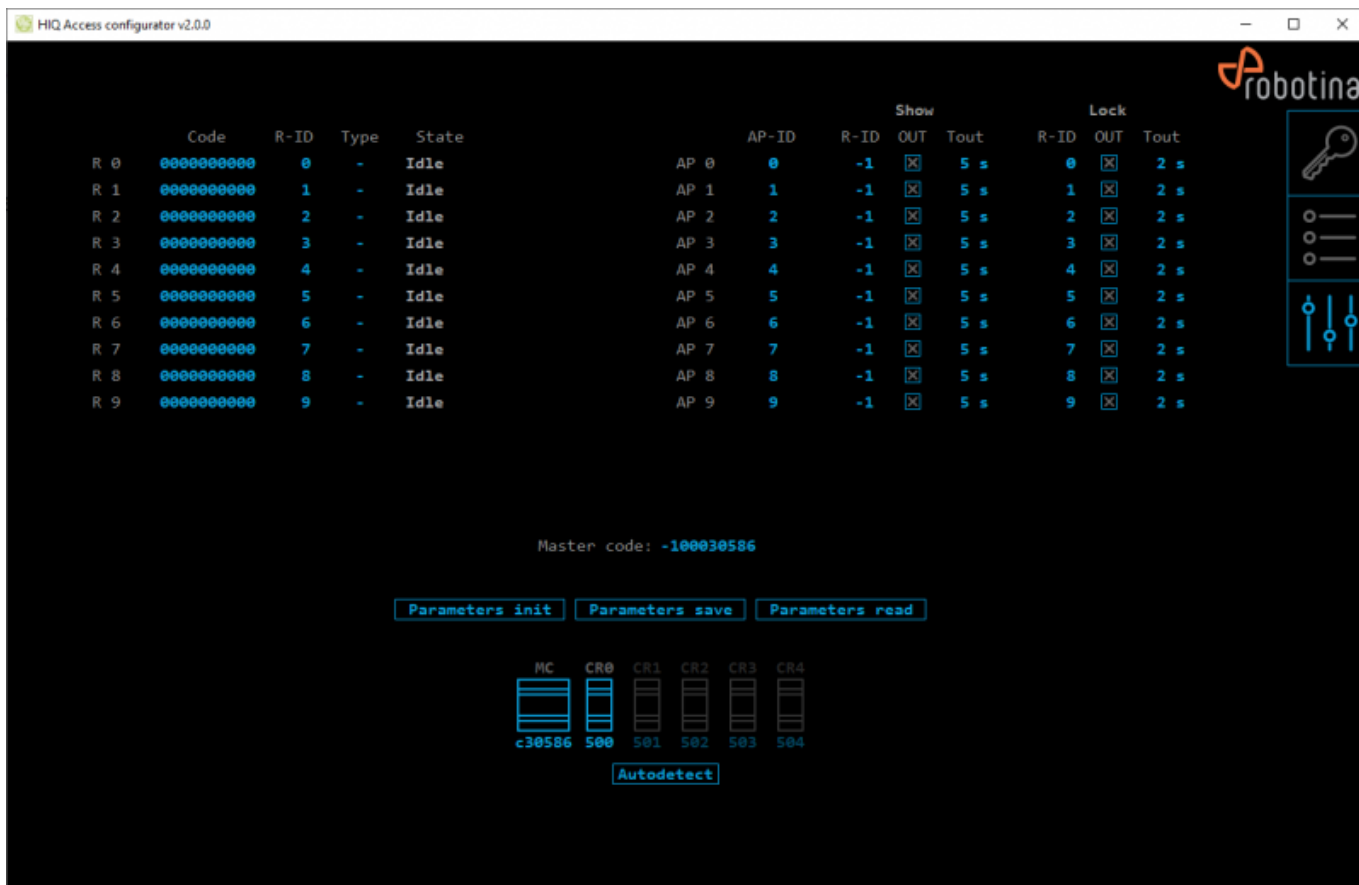 HIQ Access configurator v2.0.0
robotina
Show Lock
Code R-ID Type State AP-ID R-ID OUT Tout R-ID OUT Tout
R 0 0000000000 0 - Idle AP 0 0 -1 5 s 0 2 s
R 1 0000000000 1 - Idle AP 1 1 -1 5 s 1 2 s
R 2 0000000000 2 - Idle AP 2 2 -1 5 s 2 2 s
R 3 0000000000 3 - Idle AP 3 3 -1 5 s 3 2 s
R 4 0000000000 4 - Idle AP 4 4 -1 5 s 4 2 s
R 5 0000000000 5 - Idle AP 5 5 -1 5 s 5 2 s
R 6 0000000000 6 - Idle AP 6 6 -1 5 s 6 2 s
R 7 0000000000 7 - Idle AP 7 7 -1 5 s 7 2 s
R 8 0000000000 8 - Idle AP 8 8 -1 5 s 8 2 s
R 9 0000000000 9 - Idle AP 9 9 -1 5 s 9 2 s
Master code: -100030586
Parameters init Parameters save Parameters read
MC CR0 CR1 CR2 CR3 CR4
c30586 500 501 502 503 504
Autodetect